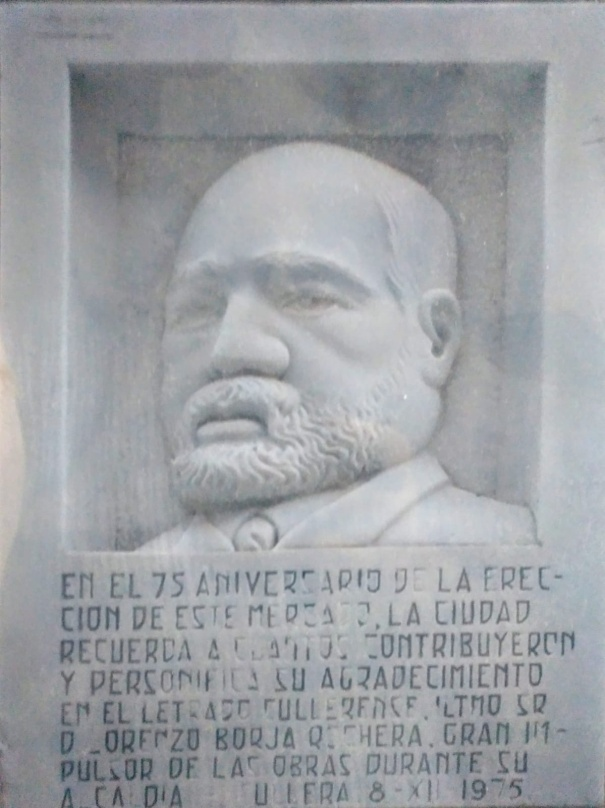 EN EL 75 ANIVERSARIO DE LA EREC-
CION DE ESTE MERCADO, LA CIUDAD
RECUERDA A CUANTOS CONTRIBUYERON
Y PERSONIFICA SU AGRADECIMIENTO
EN EL LETRADO CULLERENSE, ILTMO SR
D LORENZO BORJA ROCHERA. GRAN IM-
PULSOR DE LAS OBRAS DURANTE SU
ALCALDIA CULLERA 8-XII 1975